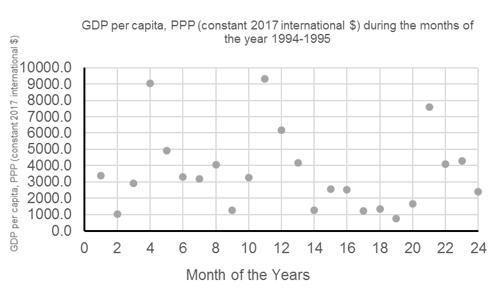 GDP per capita, PPP (constant 2017 international $) during the months of
the year 1994-1995
GDP per capita, PPP (constant 2017 international $)
10000.0
9000.0
8000.0
7000.0
6000.0
5000.0
4000.0
3000.0
2000.0
1000.0
0.0
0 2 4 6 8 10 12 14 16 18 20 22 24
Month of the Years